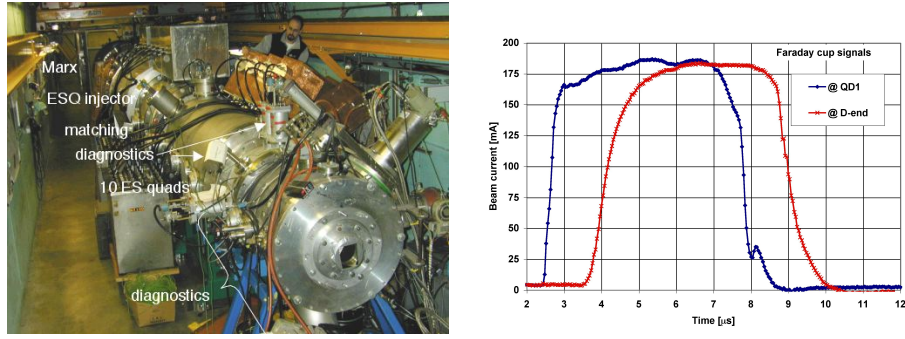 Marx
ESQ injector
matching
diagnostics
10 ES quads
diagnostics
Faraday cup signals
@ QD1
@ D-end
Beam current [mA]
200
175
150
125
100
75
50
25
0
2 3 4 5 6 7 8 9 10 11 12
Time [µs]